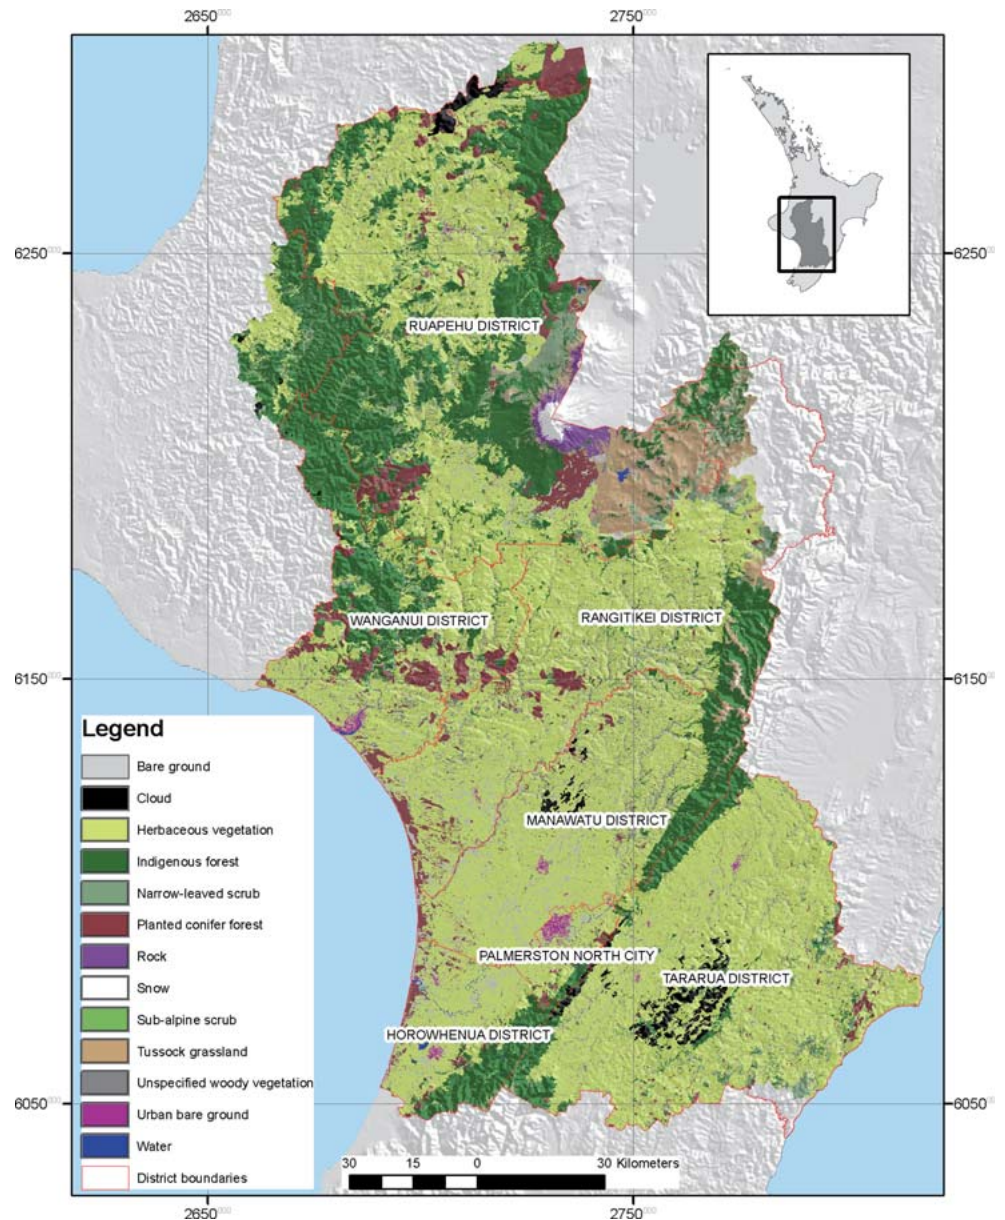 2650000 2750000
6250000 6250000
RUAPEHU DISTRICT
WANGANUI DISTRICT RANGITIKEI DISTRICT
6150000 6150000
Legend
Bare ground
Cloud
Herbaceous vegetation
Indigenous forest
Narrow-leaved scrub
Planted conifer forest
Rock
Snow
Sub-alpine scrub
Tussock grassland
Unspecified woody vegetation
Urban bare ground
Water
District boundaries
MANAWATU DISTRICT
PALMERSTON NORTH CITY
TARARUA DISTRICT
HOROWHENUA DISTRICT
6050000 6050000
30 15 0 30 Kilometers
2650000 2750000